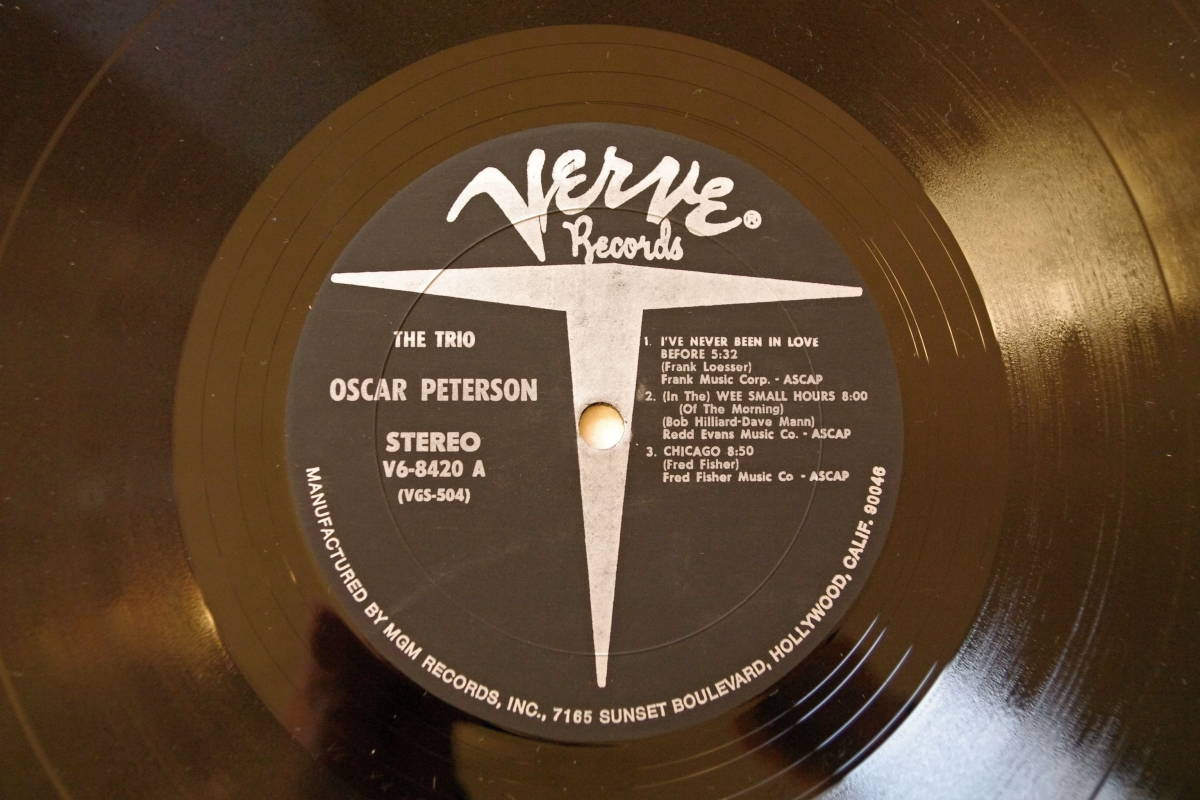 Verve®
Records
THE TRIO
OSCAR PETERSON
STEREO
V6-8420 A
(VGS-504)
1. I'VE NEVER BEEN IN LOVE
BEFORE 5:32
(Frank Loesser)
Frank Music Corp. - ASCAP
2. (In The) WEE SMALL HOURS 8:00
(Of The Morning)
(Bob Hilliard-Dave Mann)
Redd Evans Music Co. - ASCAP
3. CHICAGO 8:50
(Fred Fisher)
Fred Fisher Music Co - ASCAP
MANUFACTURED BY MGM RECORDS, INC., 7165 SUNSET BOULEVARD, HOLLYWOOD, CALIF. 90046